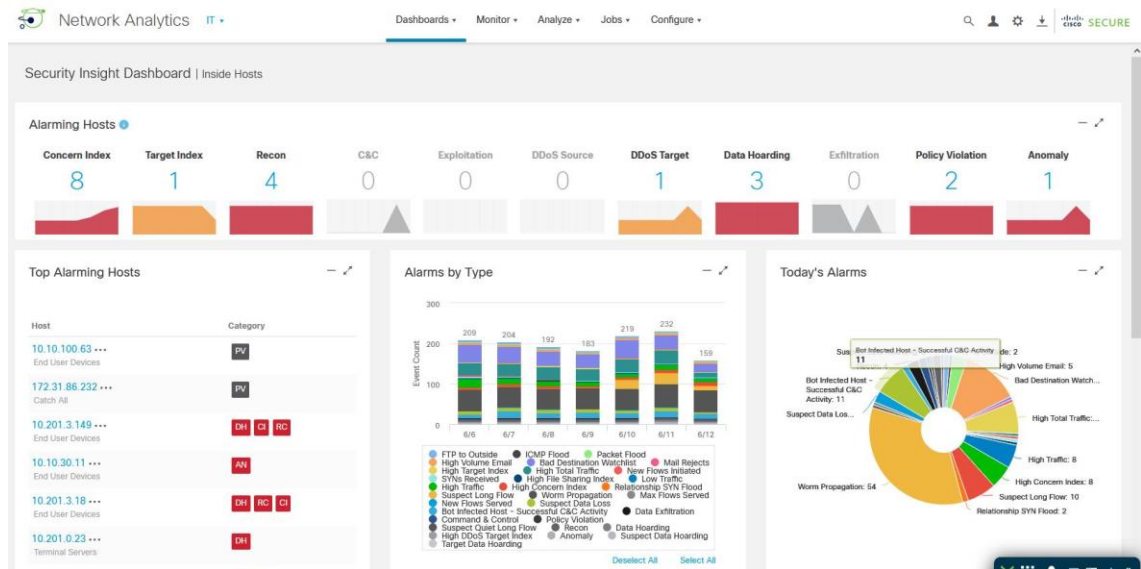 Network Analytics IT
Dashboards Monitor Analyze Jobs Configure
CISCO SECURE
Security Insight Dashboard | Inside Hosts
Alarming Hosts
Concern Index Target Index Recon C&C Exploitation DDoS Source DDoS Target Data Hoarding Exfiltration Policy Violation Anomaly
8 1 4 0 0 0 1 3 0 2 1
Top Alarming Hosts
Host Category
10.10.100.63 ••• PV
End User Devices
172.31.86.232 ••• PV
Catch All
10.201.3.149 ••• DH CI RC
End User Devices
10.10.30.11 ••• AN
End User Devices
10.201.3.18 ••• DH RC CI
End User Devices
10.201.0.23 ••• DH
Terminal Servers
Alarms by Type
Event Count
300
200
100
0
209 204 192 183 219 232 159
6/6 6/7 6/8 6/9 6/10 6/11 6/12
FTP to Outside ICMP Flood Packet Flood
High Volume Email Bad Destination Watchlist Mail Rejects
High Target Index High Total Traffic New Flows Initiated
SYNs Received High File Sharing Index Low Traffic
High Traffic High Concern Index Relationship SYN Flood
Suspect Long Flow Worm Propagation Max Flows Served
New Flows Served Suspect Data Loss
Bot Infected Host - Successful C&C Activity Data Exfiltration
Command & Control Policy Violation
Suspect Quiet Long Flow Recon Data Hoarding
High DDoS Target Index Anomaly Suspect Data Hoarding
Target Data Hoarding
Deselect All Select All
Today's Alarms
Bot Infected Host - Successful C&C Activity
11
de: 2
High Volume Email: 5
Bad Destination Watch...
High Total Traffic:...
High Traffic: 8
High Concern Index: 8
Suspect Long Flow: 10
Relationship SYN Flood: 2
Worm Propagation: 54
Suspect Data Los...
Bot Infected Host -
Successful C&C
Activity: 11